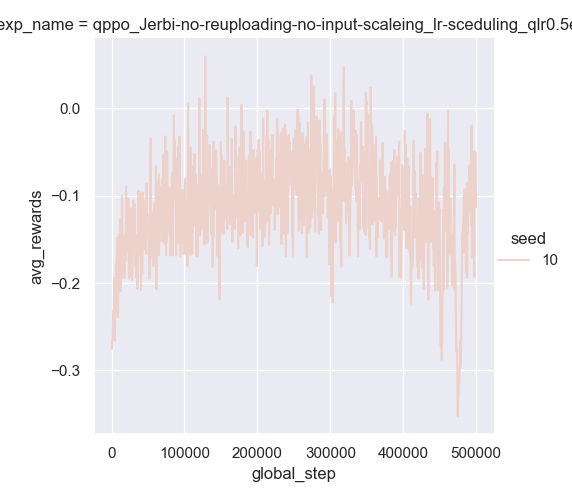 exp_name = qppo_Jerbi-no-reuploading-no-input-scaleing_lr-sceduling_qlr0.5e
0.0
−0.1
−0.2
−0.3
avg_rewards
0
100000
200000
300000
400000
500000
global_step
seed
10